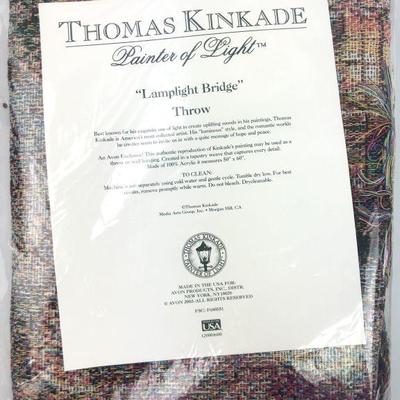 THOMAS KINKADE
Painter of Light™
"Lamplight Bridge"
Throw
Best known for his exquisite use of light to create uplifting moods in his paintings, Thomas
Kinkade is America's most collected artist. His "luminous" style, and the romantic worlds
he creates seem to invite us in with a quiet message of hope and peace.
An Avon Exclusive! This authentic reproduction of Kinkade's painting may be used as a
throw or wall hanging. Created in a tapestry weave that captures every detail.
Made of 100% Acrylic it measures 50" x 60".
TO CLEAN:
Machine wash separately using cold water and gentle cycle. Tumble dry low. For best
results, remove promptly while warm. Do not bleach. Drycleanable.
©Thomas Kinkade
Media Arts Group, Inc. • Morgan Hill, CA
THOMAS KINKADE
PAINTER OF LIGHT
MADE IN THE USA FOR:
AVON PRODUCTS, INC., DISTR.
NEW YORK, NY10020
© AVON 2003-ALL RIGHTS RESERVED
USA